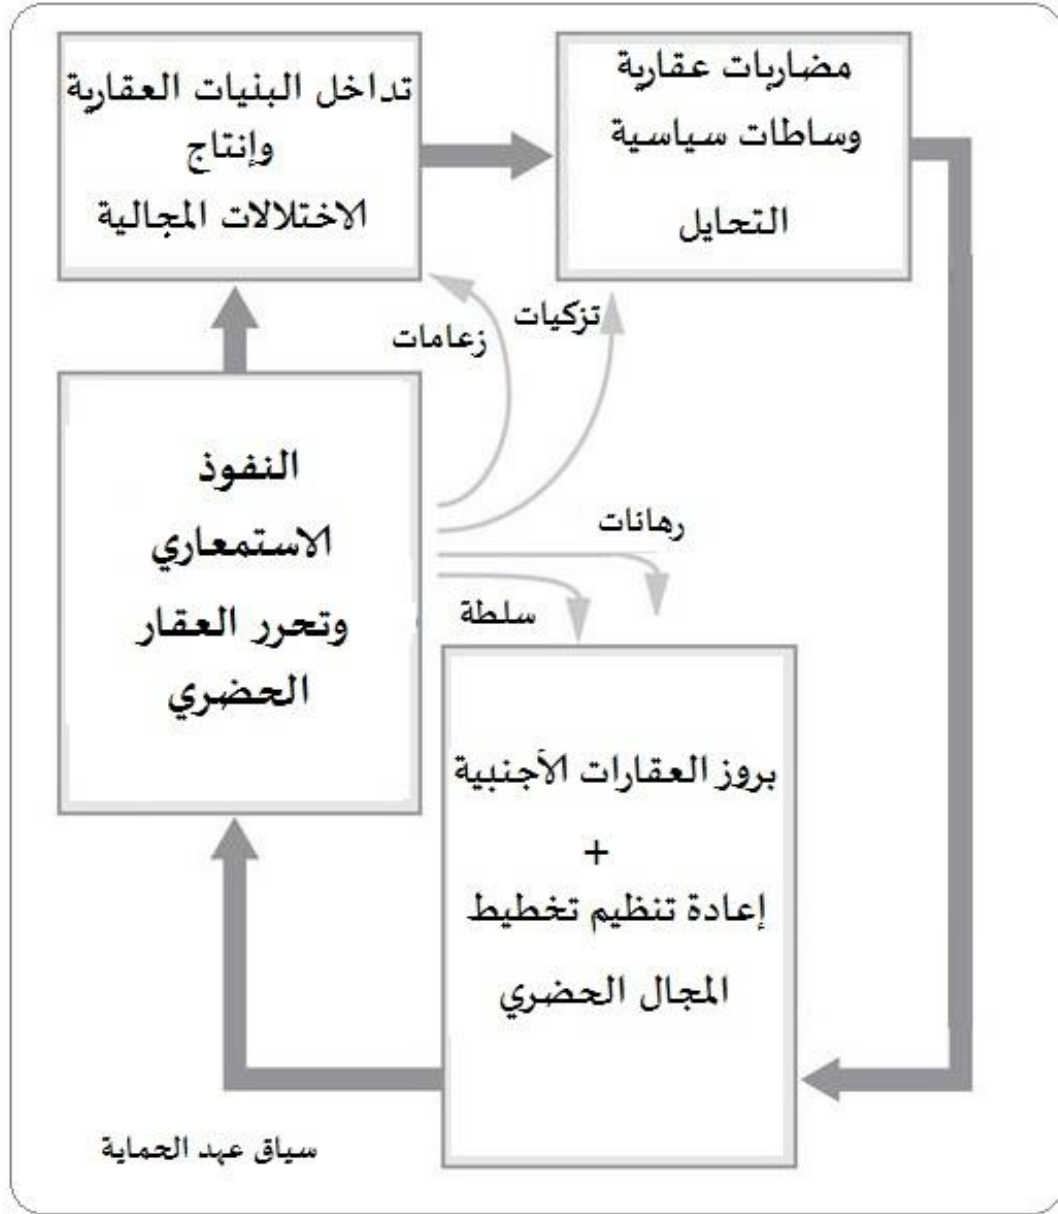 مضاربات عقارية
وساطات سياسية
التحايل
تداخل البنيات العقارية
وإنتاج
الاختلالات المجالية
تزكيات
زعامات
النفوذ
الاستمعاري
وتحرر العقار
الحضري
رهانات
سلطة
بروز العقارات الأجنبية
+
إعادة تنظيم تخطيط
المجال الحضري
سياق عهد الحماية